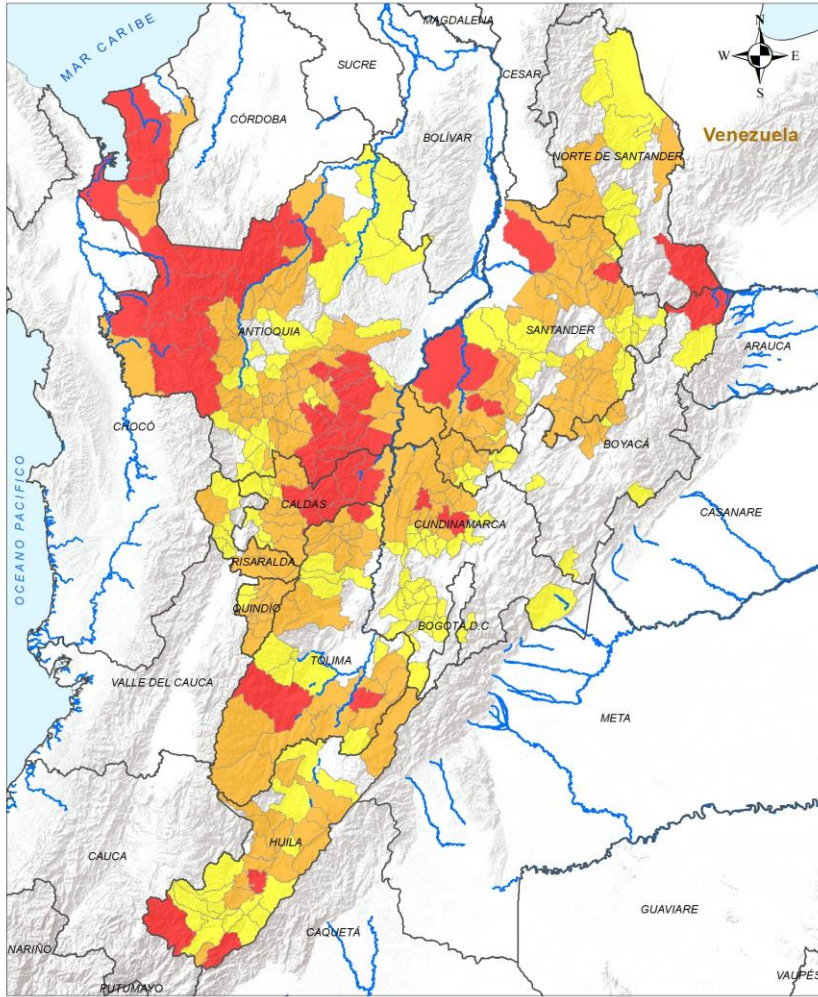 MAGDALENA
N
W E
S
MAR CARIBE
SUCRE
CESAR
CÓRDOBA
BOLÍVAR
Venezuela
NORTE DE SANTANDER
ANTIOQUIA
SANTANDER
ARAUCA
CHOCÓ
BOYACÁ
OCEANO PACIFICO
CALDAS
CUNDINAMARCA
CASANARE
RISARALDA
QUINDÍO
BOGOTÁ,D.C
TOLIMA
VALLE DEL CAUCA
META
HUILA
CAUCA
GUAVIARE
CAQUETÁ
NARIÑO
PUTUMAYO
VAUPÉS